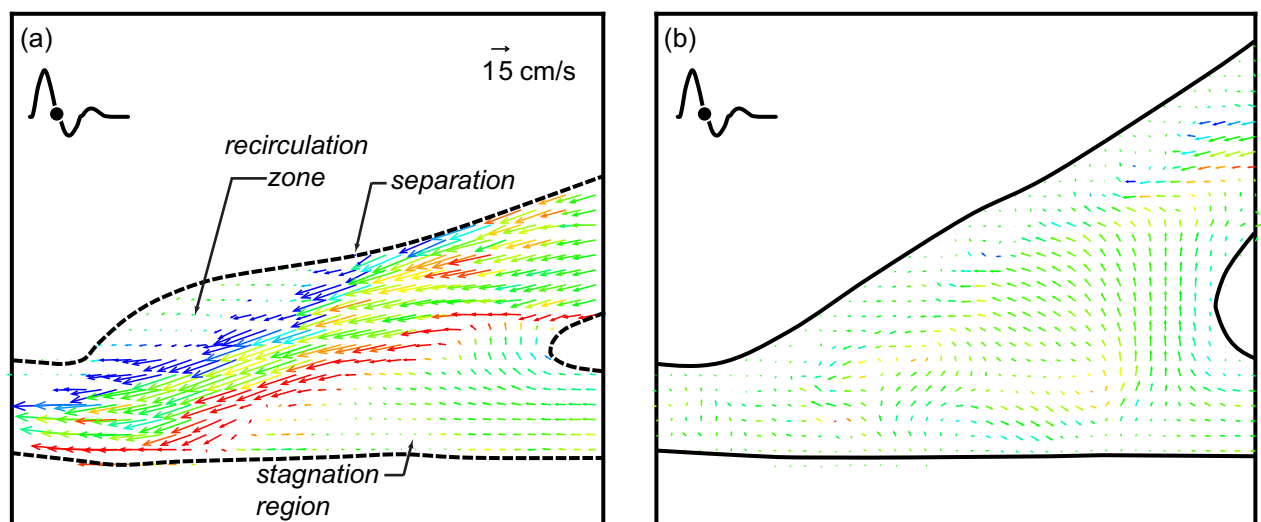 (a)
15 cm/s
recirculation
zone
separation
stagnation
region
(b)